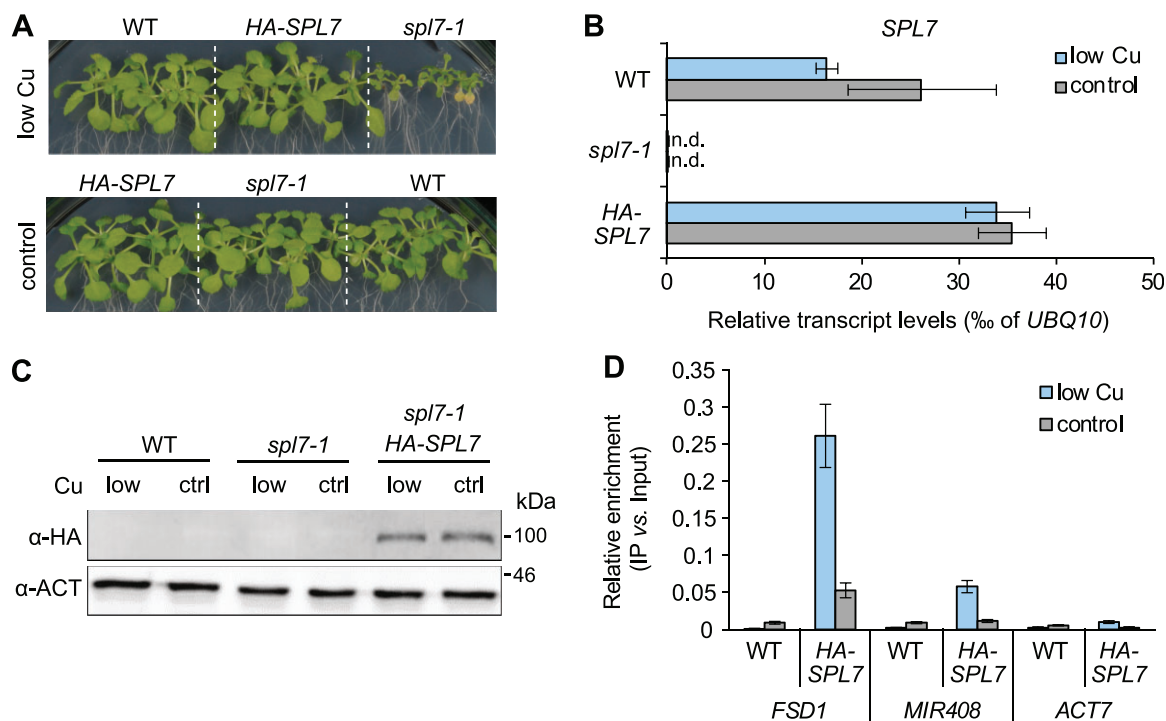 A
WT HA-SPL7 spl7-1
low Cu
HA-SPL7 spl7-1 WT
control
B
SPL7
low Cu
control
WT
spl7-1
n.d.
n.d.
HA-
SPL7
0 10 20 30 40 50
Relative transcript levels (‰ of UBQ10)
C
spl7-1
WT spl7-1 HA-SPL7
Cu low ctrl low ctrl low ctrl kDa
α-HA -100
α-ACT -46
D
low Cu
control
0.35
0.3
0.25
0.2
0.15
0.1
0.05
0
Relative enrichment
(IP vs. Input)
WT HA- WT HA- WT HA-
SPL7 SPL7 SPL7
FSD1 MIR408 ACT7